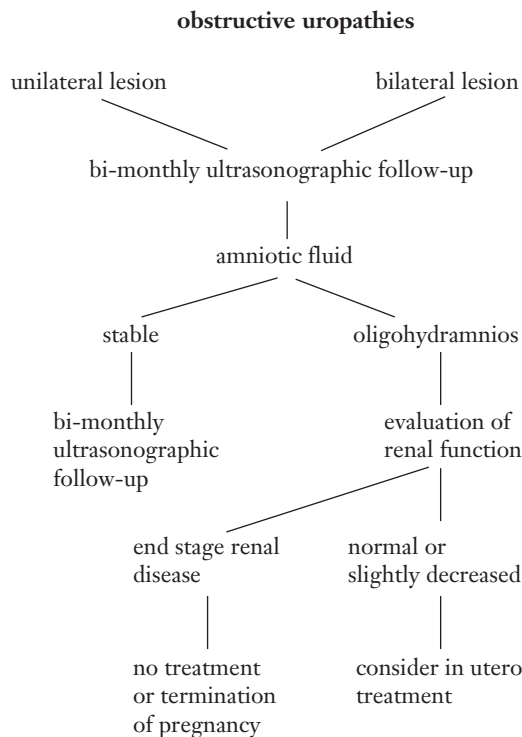 obstructive uropathies
unilateral lesion
bilateral lesion
bi-monthly ultrasonographic follow-up
amniotic fluid
stable
oligohydramnios
bi-monthly
ultrasonographic
follow-up
evaluation of
renal function
end stage renal
disease
normal or
slightly decreased
no treatment
or termination
of pregnancy
consider in utero
treatment